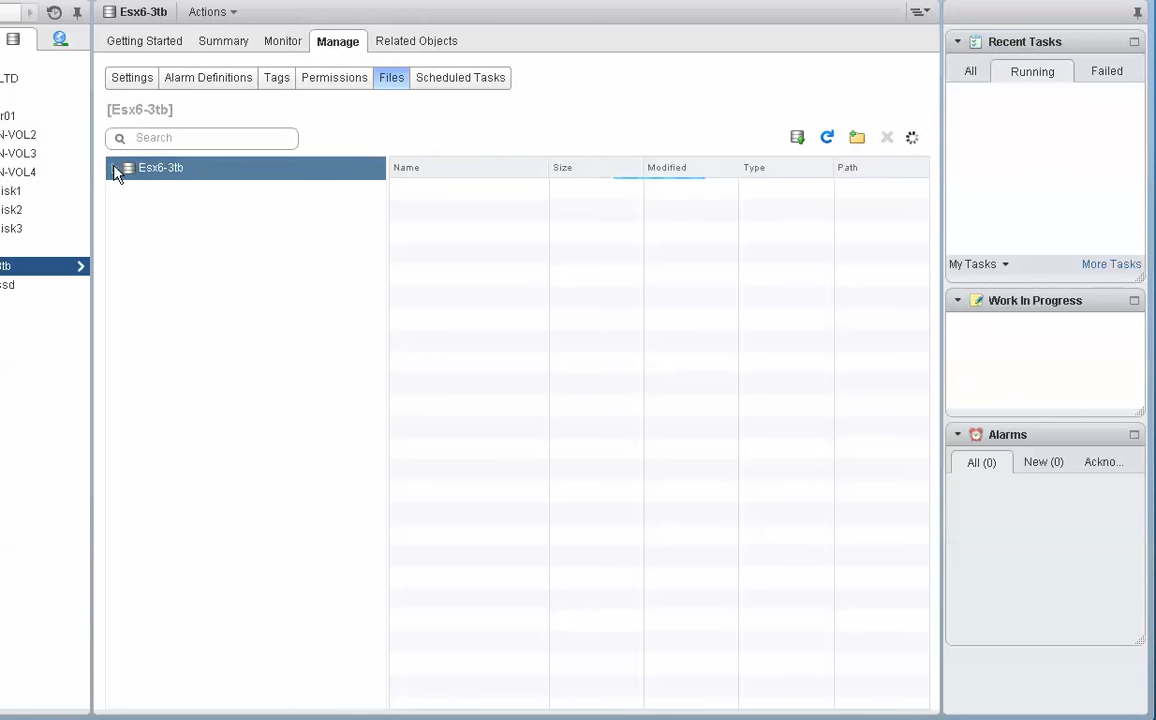 Esx6-3tb
Actions
Getting Started
Summary
Monitor
Manage
Related Objects
Settings
Alarm Definitions
Tags
Permissions
Files
Scheduled Tasks
[Esx6-3tb]
Search
Esx6-3tb
Name
Size
Modified
Type
Path
LTD
r01
N-VOL2
N-VOL3
N-VOL4
isk1
isk2
isk3
3tb
ssd
Recent Tasks
All
Running
Failed
My Tasks
More Tasks
Work In Progress
Alarms
All (0)
New (0)
Ackno...